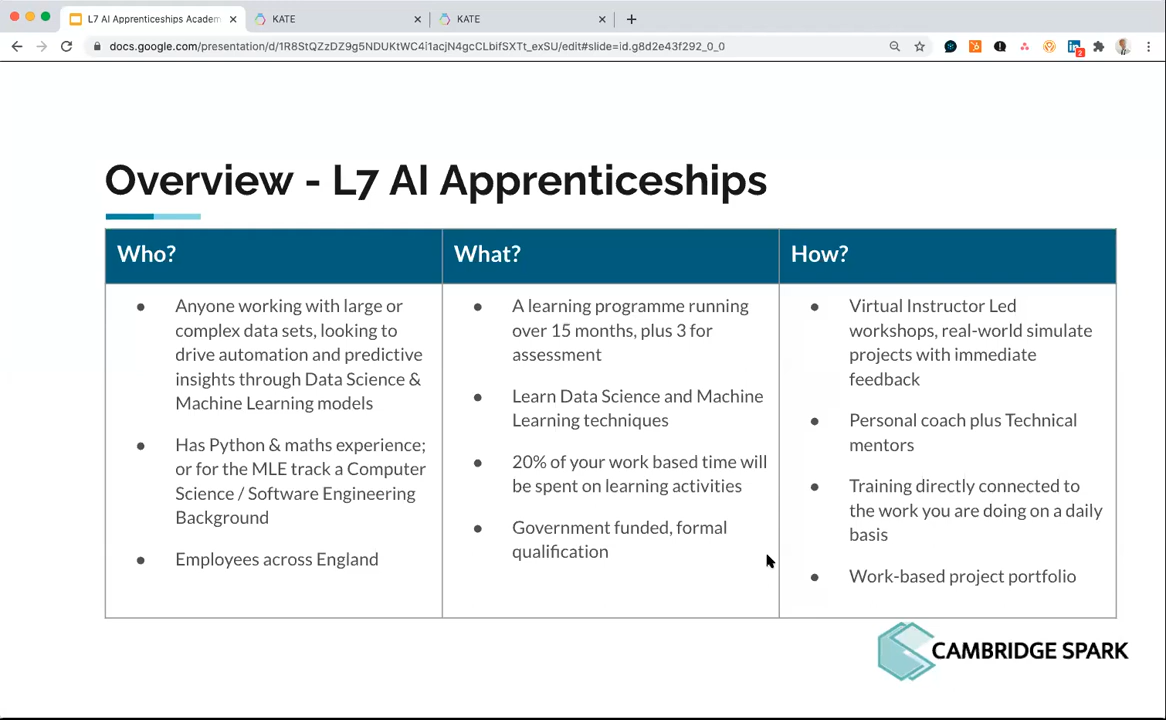 L7 AI Apprenticeships Academ
KATE
KATE
docs.google.com/presentation/d/1R8StQZzDZ9g5NDUKtWC4i1acjN4gcCLbifSXTt_exSU/edit#slide=id.g8d2e43f292_0_0
2
Overview - L7 AI Apprenticeships
Who?
Anyone working with large or
complex data sets, looking to
drive automation and predictive
insights through Data Science &
Machine Learning models
Has Python & maths experience;
or for the MLE track a Computer
Science / Software Engineering
Background
Employees across England
What?
A learning programme running
over 15 months, plus 3 for
assessment
Learn Data Science and Machine
Learning techniques
20% of your work based time will
be spent on learning activities
Government funded, formal
qualification
How?
Virtual Instructor Led
workshops, real-world simulate
projects with immediate
feedback
Personal coach plus Technical
mentors
Training directly connected to
the work you are doing on a daily
basis
Work-based project portfolio
CAMBRIDGE SPARK